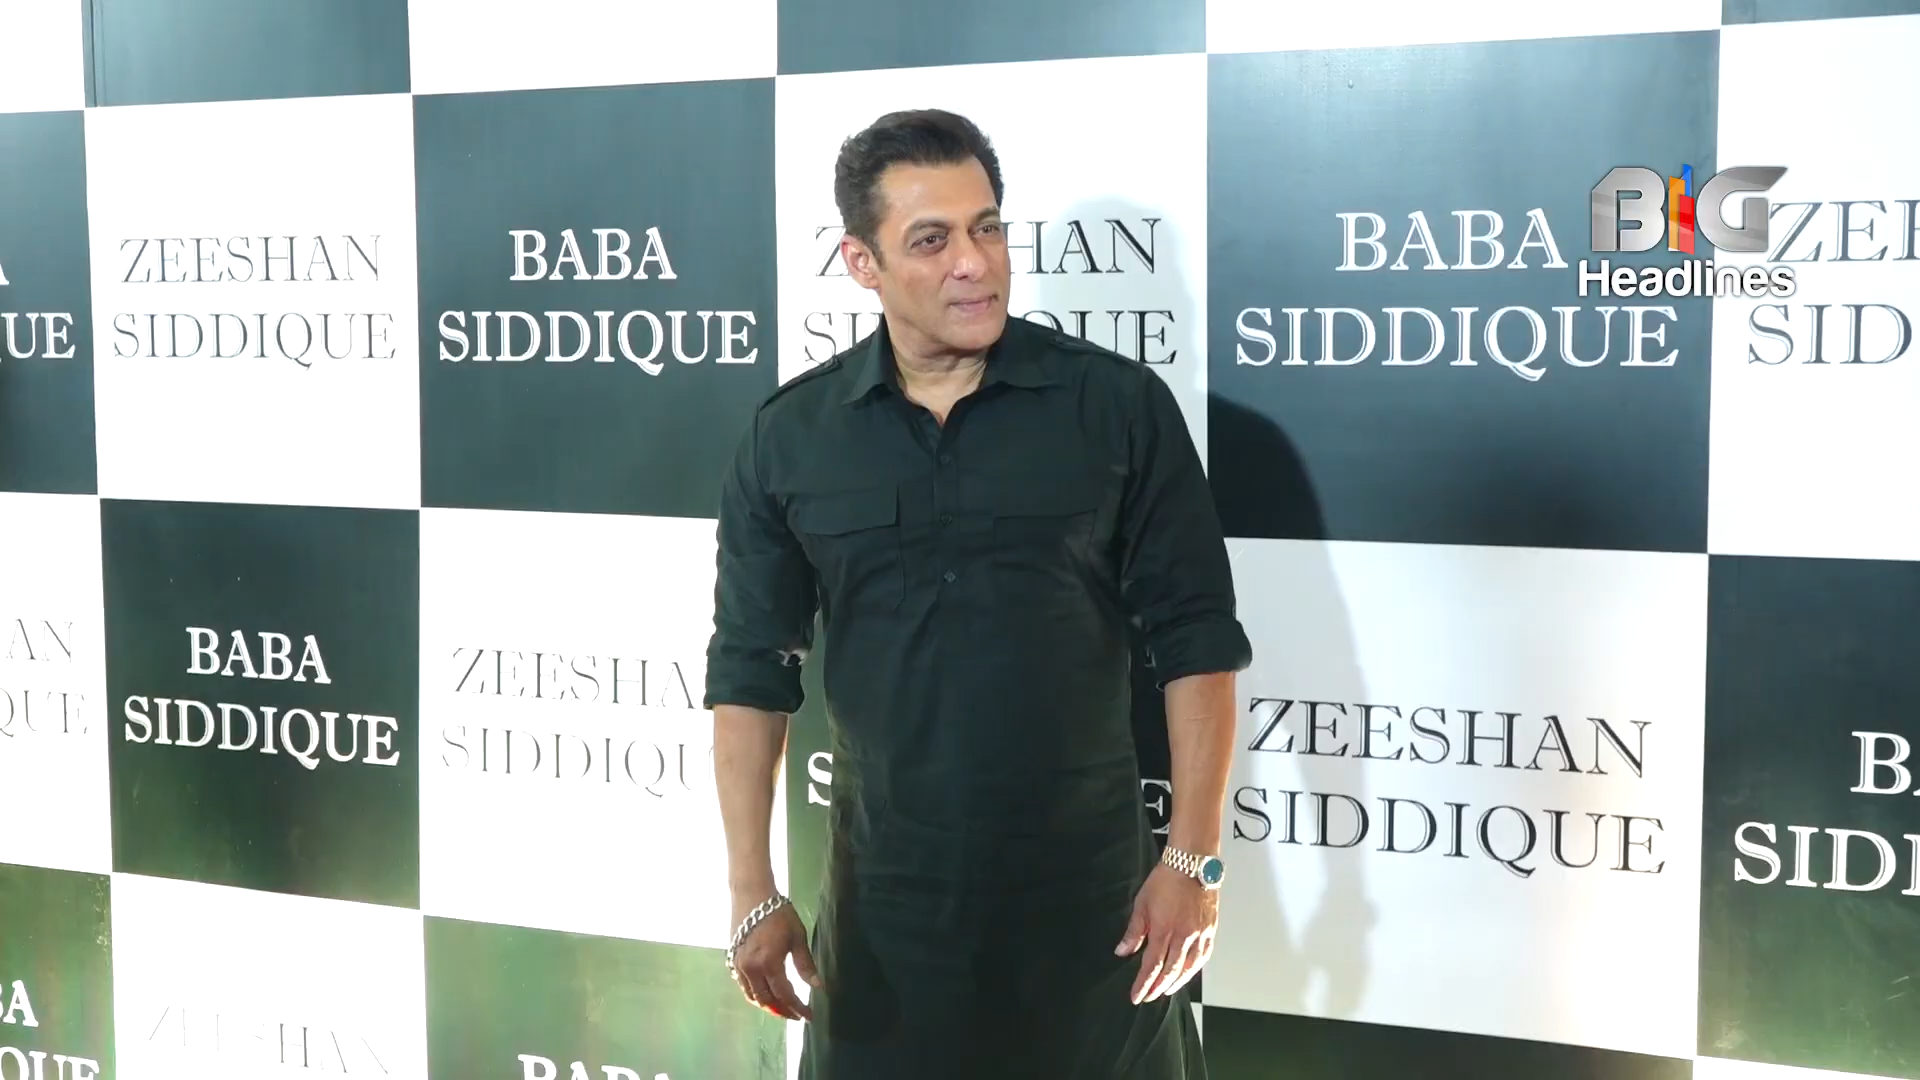 ZEESHAN
SIDDIQUE
BABA
SIDDIQUE
BABA
SIDDIQUE
BIG
Headlines
BABA
SIDDIQUE
ZEESHAN
SIDDIQUE